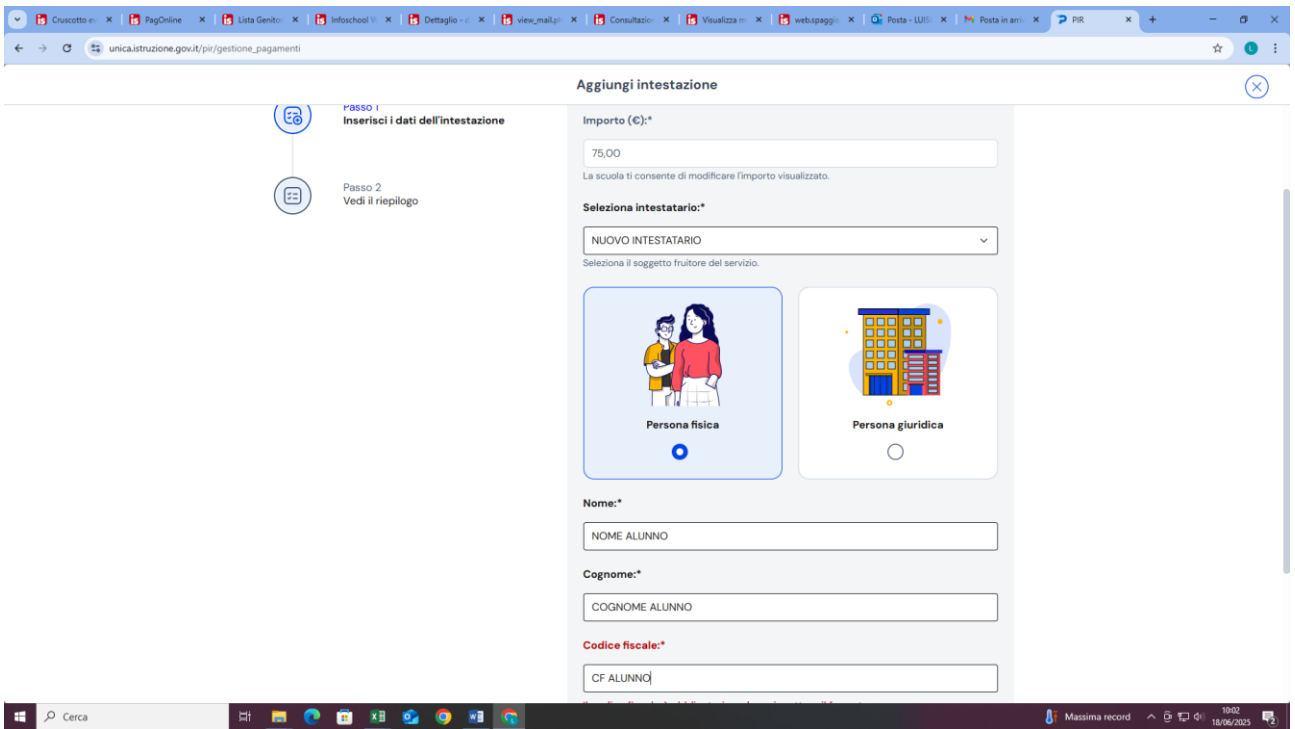 Cruscotto e
PagOnline
Lista Genito
Infoschool V
Dettaglio - c
view_mail.p
Consultazion
Visualizza m
web.spaggi
Posta - LUIS
Posta in arriv
PIR
unica.istruzione.gov.it/pir/gestione_pagamenti
L
Aggiungi intestazione
Passo 1
Inserisci i dati dell'intestazione
Passo 2
Vedi il riepilogo
Importo (€):*
75,00
La scuola ti consente di modificare l'importo visualizzato.
Seleziona intestatario:*
NUOVO INTESTATARIO
Seleziona il soggetto fruitore del servizio.
Persona fisica
Persona giuridica
Nome:*
NOME ALUNNO
Cognome:*
COGNOME ALUNNO
Codice fiscale:*
CF ALUNNO
Cerca
Massima record
10:02
18/06/2025